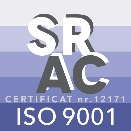 SR
AC
CERTIFICAT nr.12171
ISO 9001